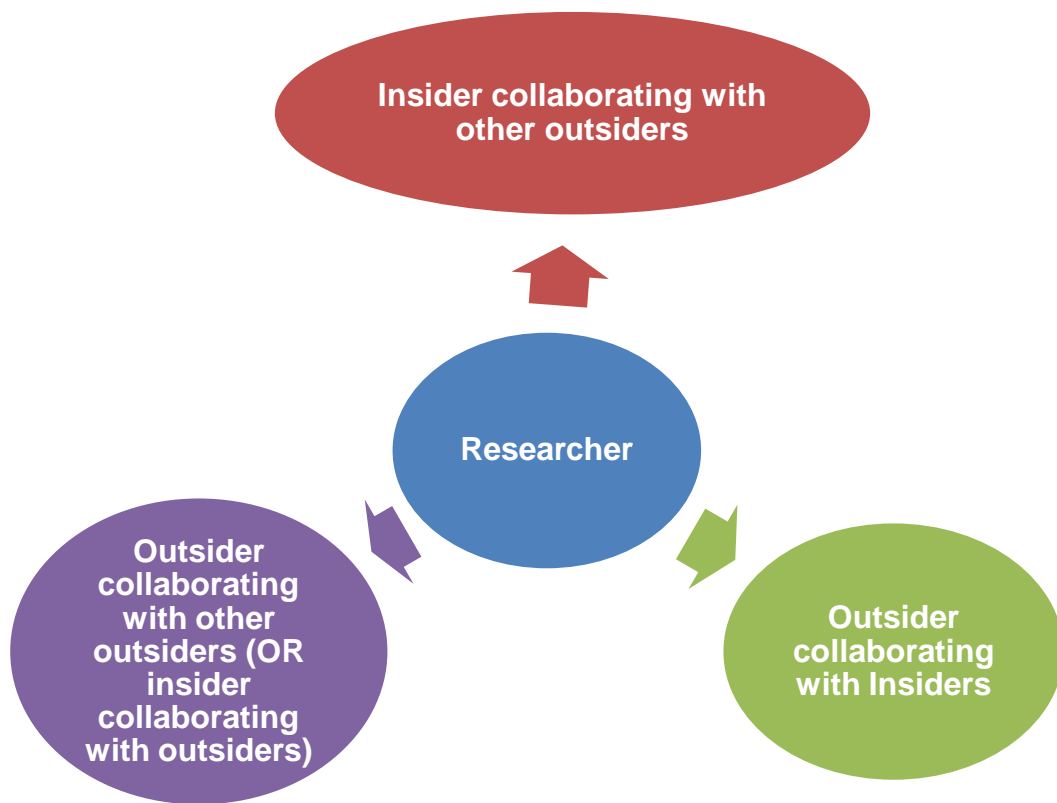 Insider collaborating with
other outsiders
Researcher
Outsider
collaborating
with other
outsiders (OR
insider
collaborating
with outsiders)
Outsider
collaborating
with Insiders